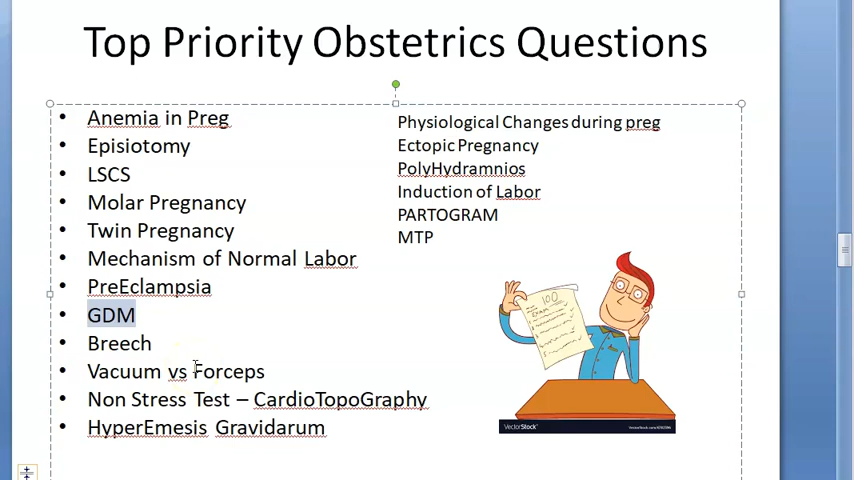 Top Priority Obstetrics Questions
• Anemia in Preg
• Episiotomy
• LSCS
• Molar Pregnancy
• Twin Pregnancy
• Mechanism of Normal Labor
• PreEclampsia
• GDM
• Breech
• Vacuum vs Forceps
• Non Stress Test – CardioTopoGraphy
• HyperEmesis Gravidarum
Physiological Changes during preg
Ectopic Pregnancy
PolyHydramnios
Induction of Labor
PARTOGRAM
MTP
100
VectorStock®